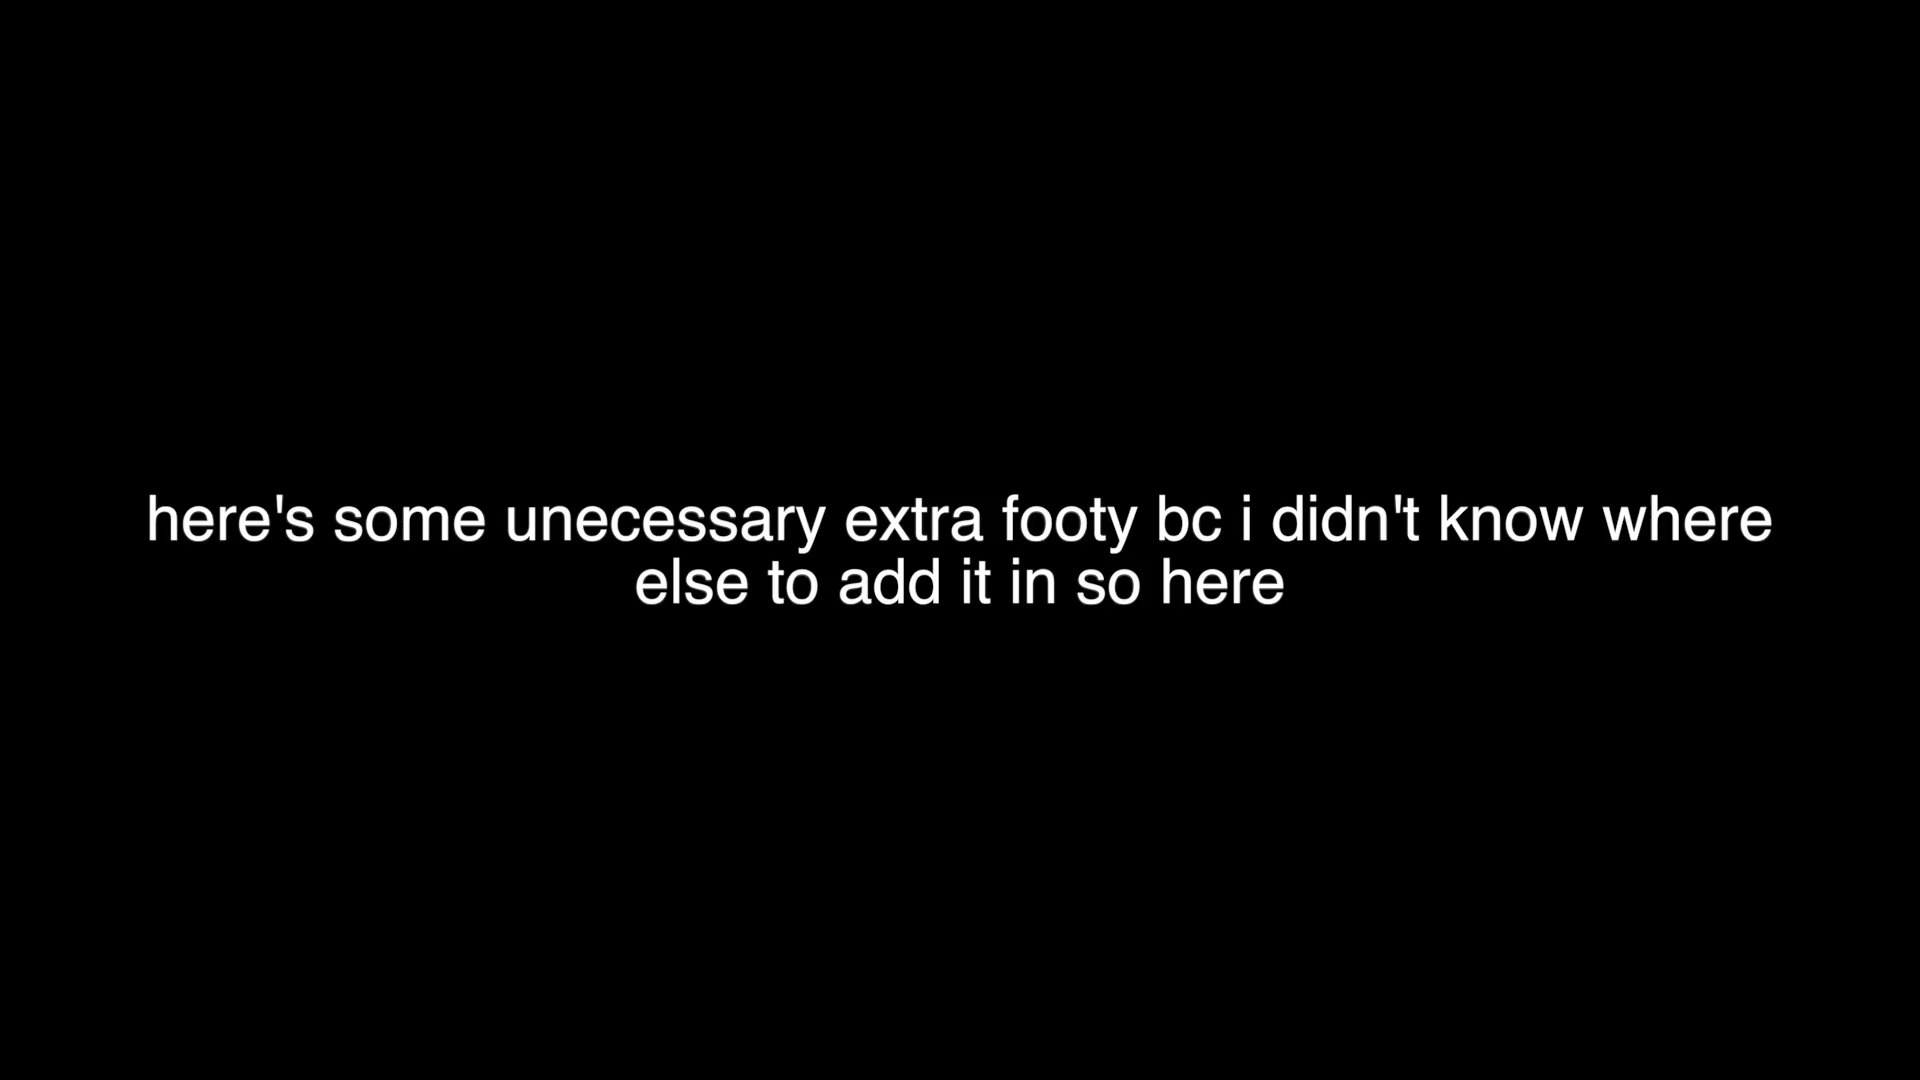 here's some unecessary extra footy bc i didn't know where
else to add it in so here